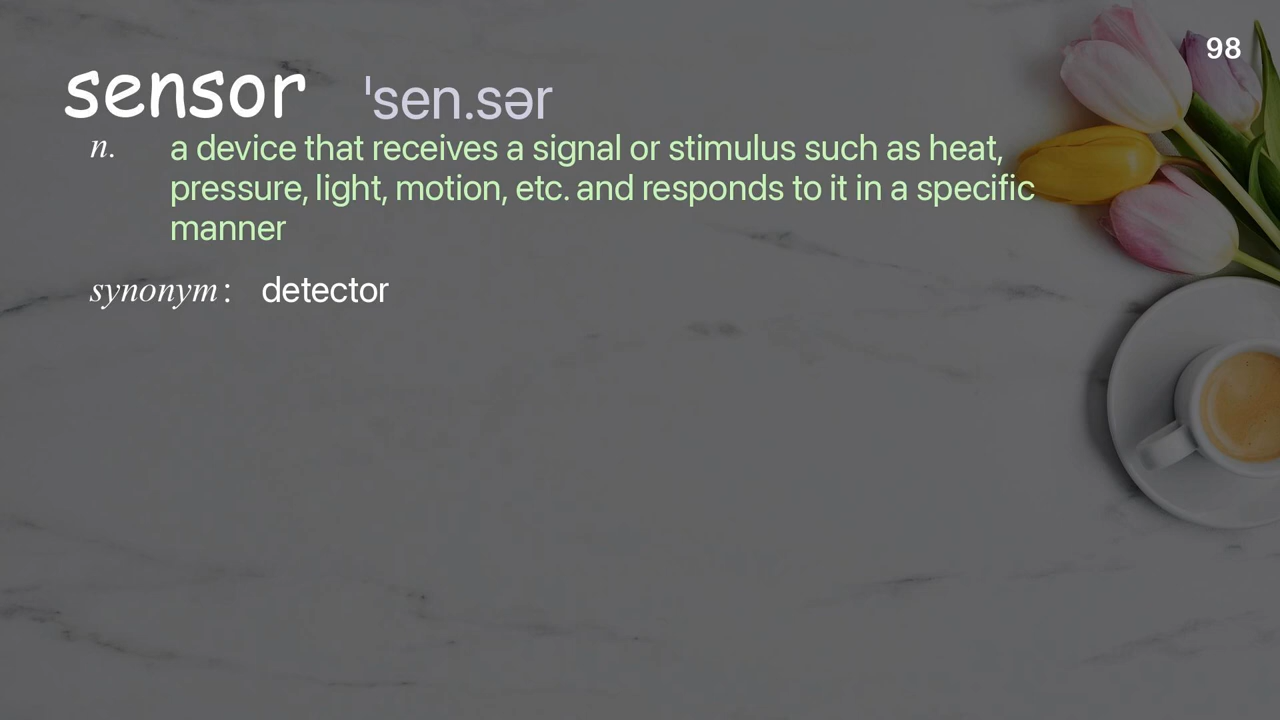 98
sensor ˈsen.sər
n. a device that receives a signal or stimulus such as heat,
pressure, light, motion, etc. and responds to it in a specific
manner
synonym: detector